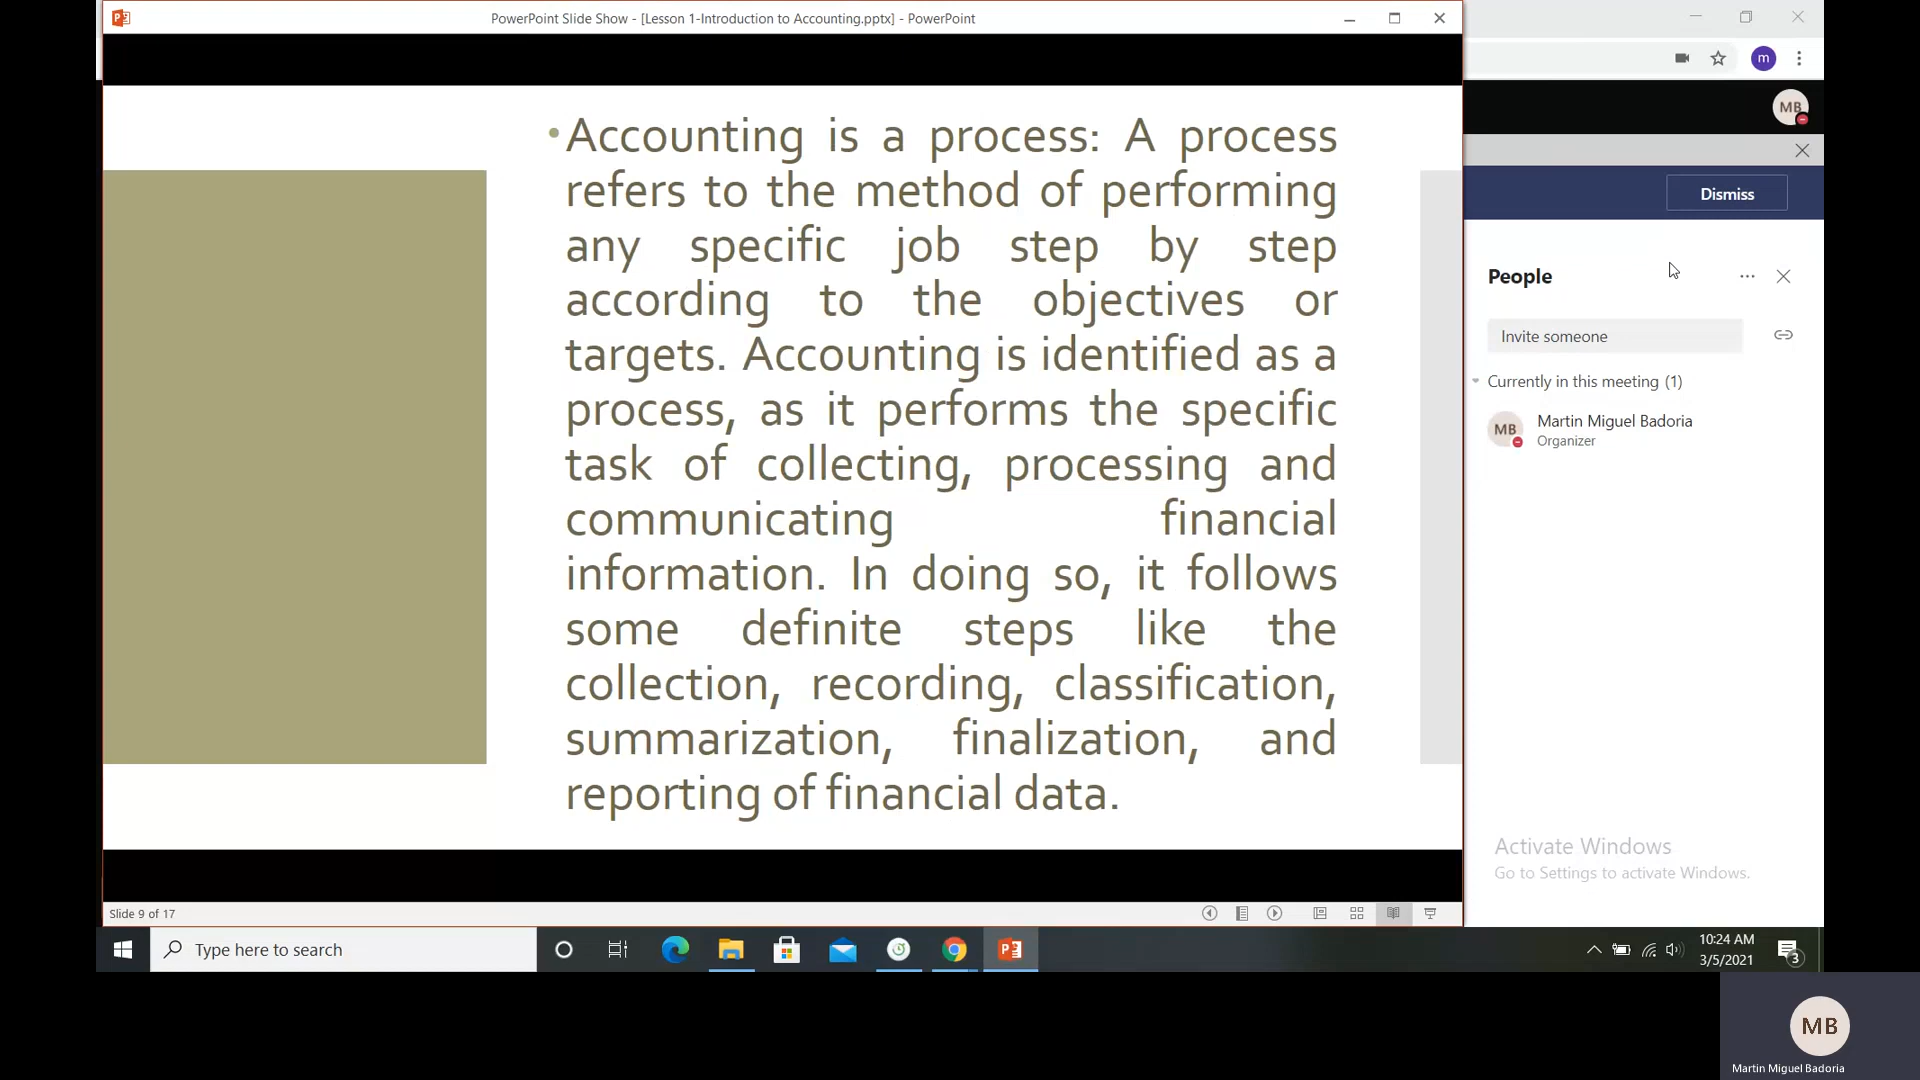 PowerPoint Slide Show - [Lesson 1-Introduction to Accounting.pptx] - PowerPoint
•Accounting is a process: A process
refers to the method of performing
any specific job step by step
according to the objectives or
targets. Accounting is identified as a
process, as it performs the specific
task of collecting, processing and
communicating financial
information. In doing so, it follows
some definite steps like the
collection, recording, classification,
summarization, finalization, and
reporting of financial data.
Slide 9 of 17
m
MB
Dismiss
People
Invite someone
Currently in this meeting (1)
MB
Martin Miguel Badoria
Organizer
Activate Windows
Go to Settings to activate Windows.
Type here to search
10:24 AM
3/5/2021
3
MB
Martin Miguel Badoria